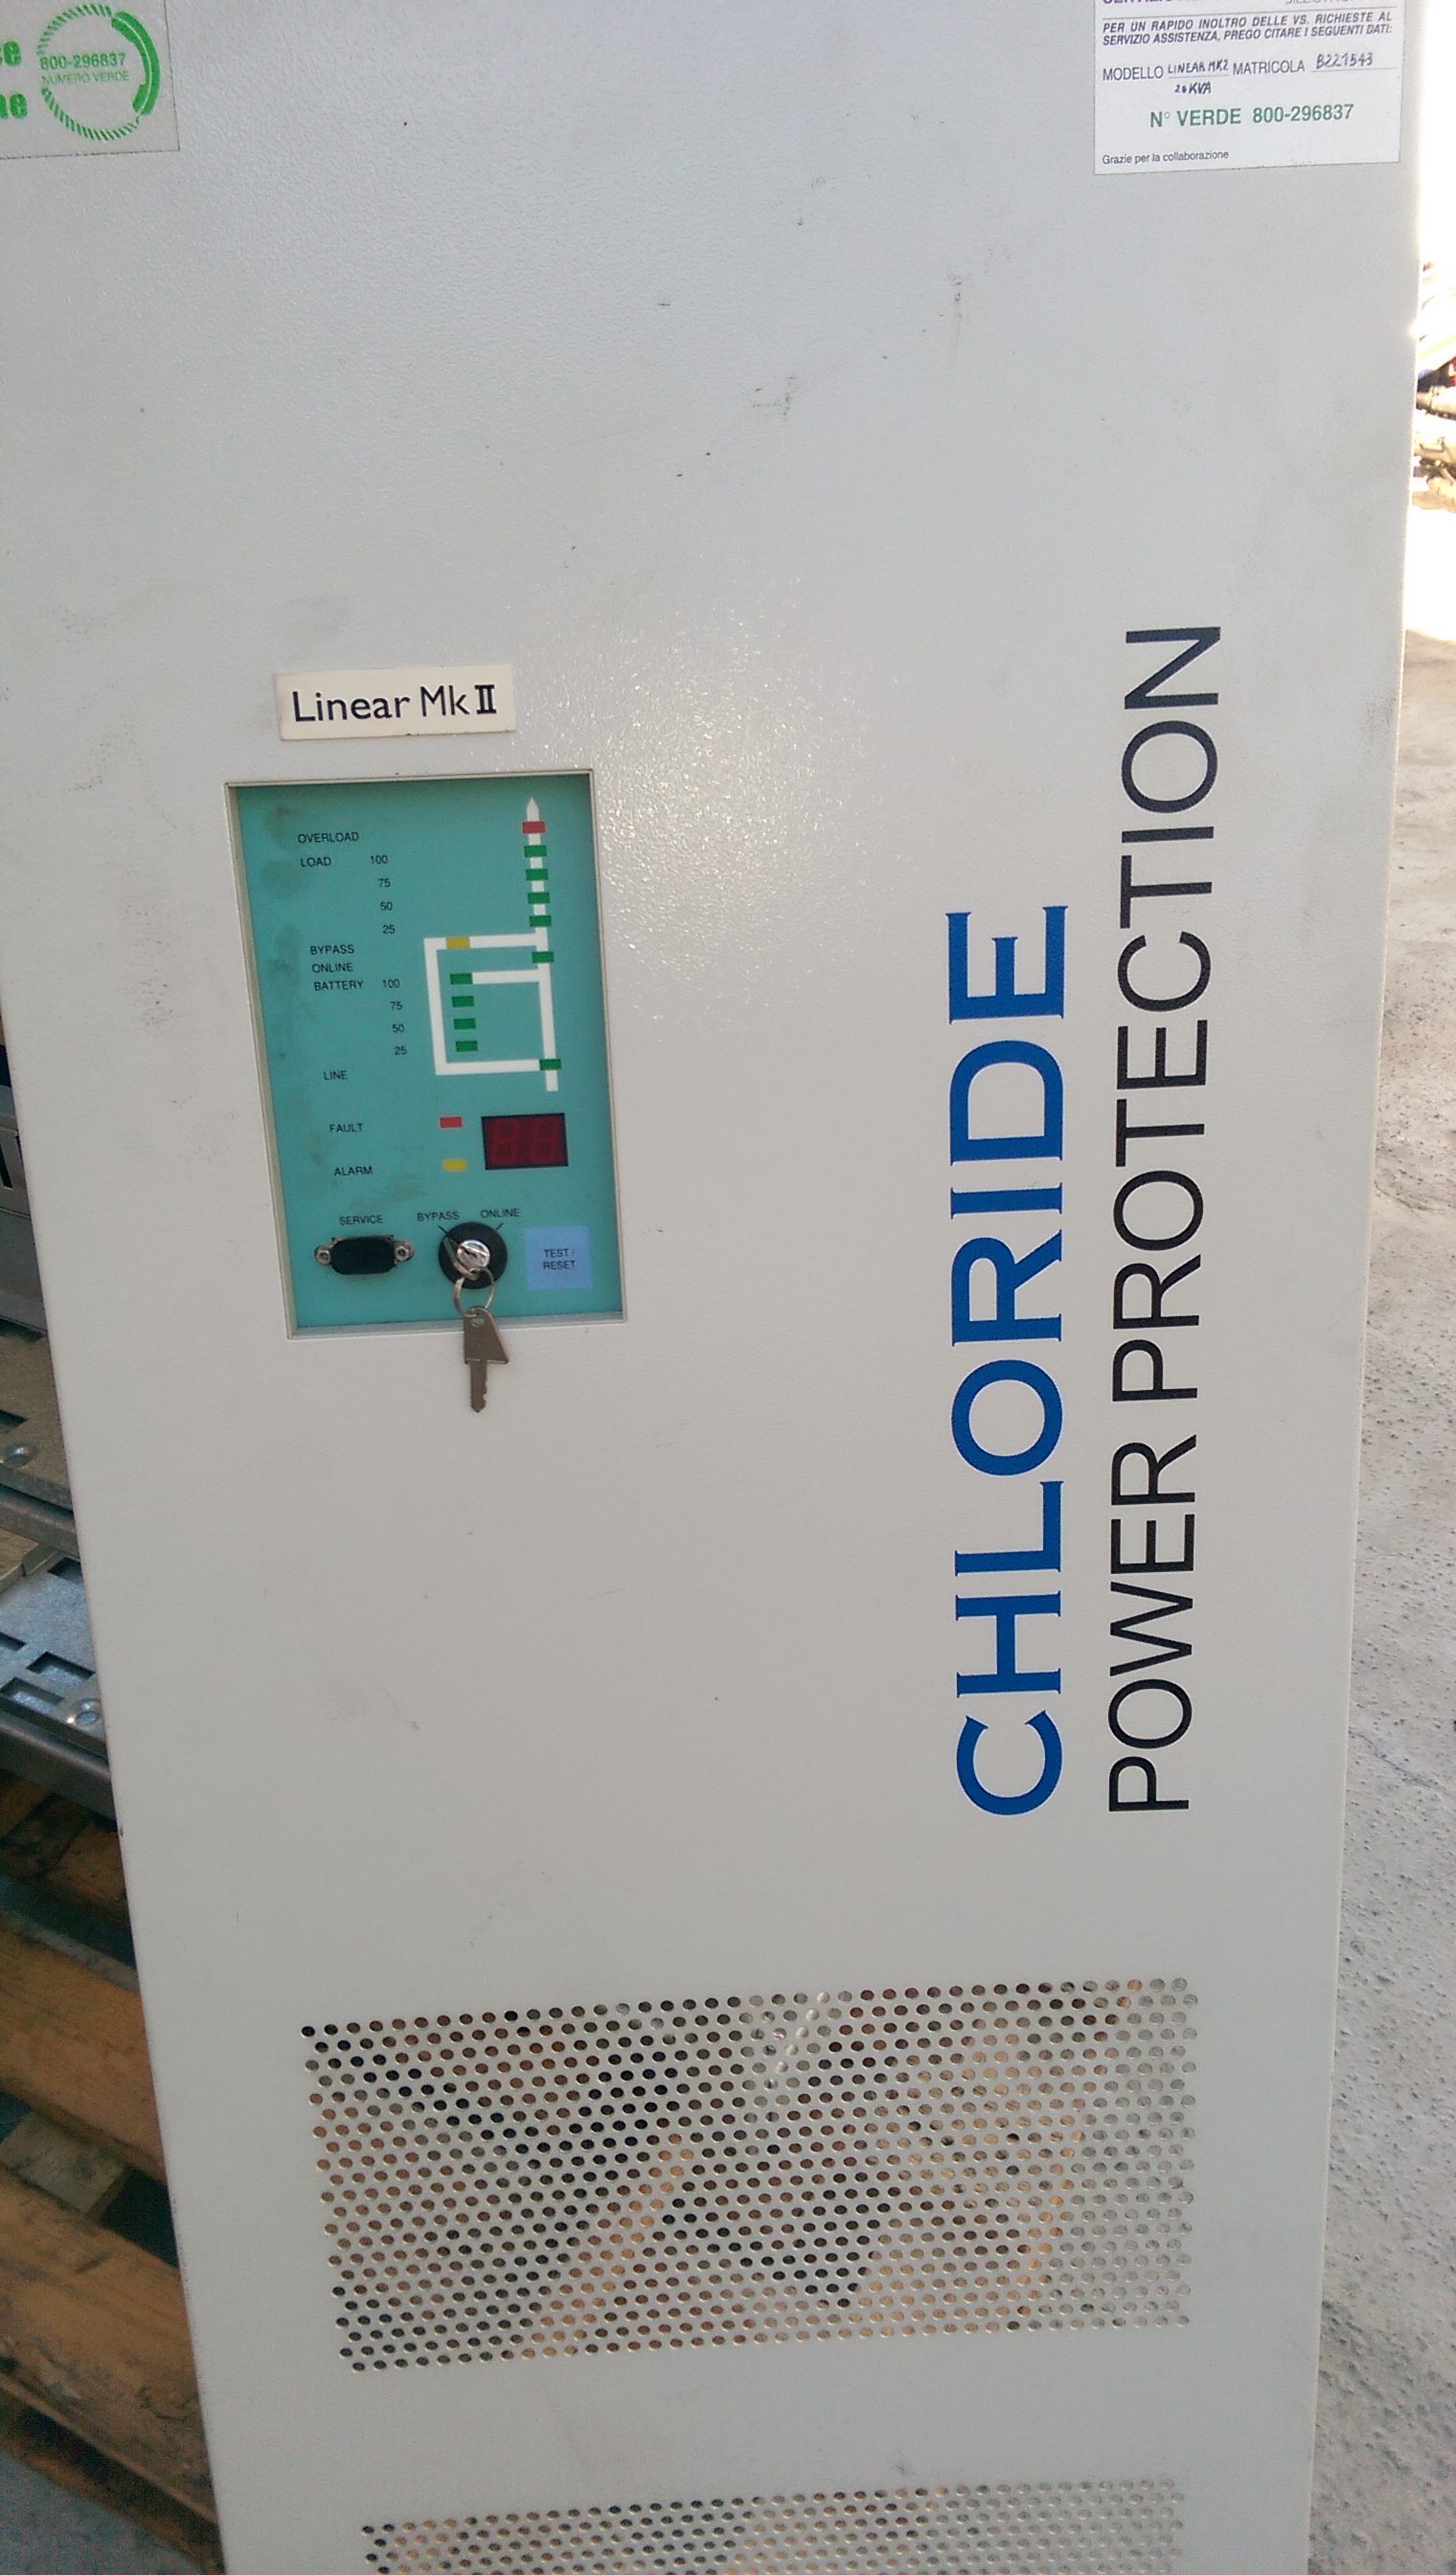 800-296837
NUMERO VERDE
PER UN RAPIDO INOLTRO DELLE VS. RICHIESTE AL
SERVIZIO ASSISTENZA, PREGO CITARE I SEGUENTI DATI:
MODELLO LINEAR MK2 MATRICOLA B221543
20 KVA
N° VERDE 800-296837
Grazie per la collaborazione
Linear Mk II
OVERLOAD
LOAD 100
75
50
25
BYPASS
ONLINE
BATTERY 100
75
50
25
LINE
FAULT
ALARM
SERVICE
BYPASS ONLINE
TEST /
RESET
CHLORIDE
POWER PROTECTION